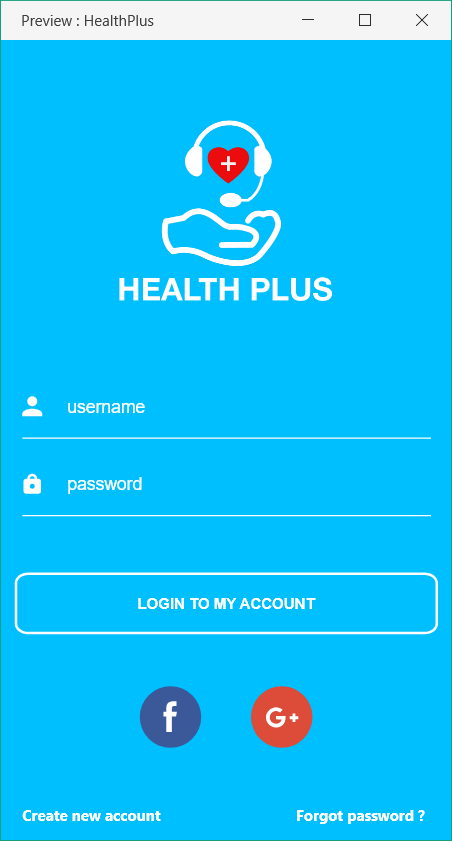 Preview : HealthPlus
HEALTH PLUS
username
password
LOGIN TO MY ACCOUNT
f G+
Create new account Forgot password ?